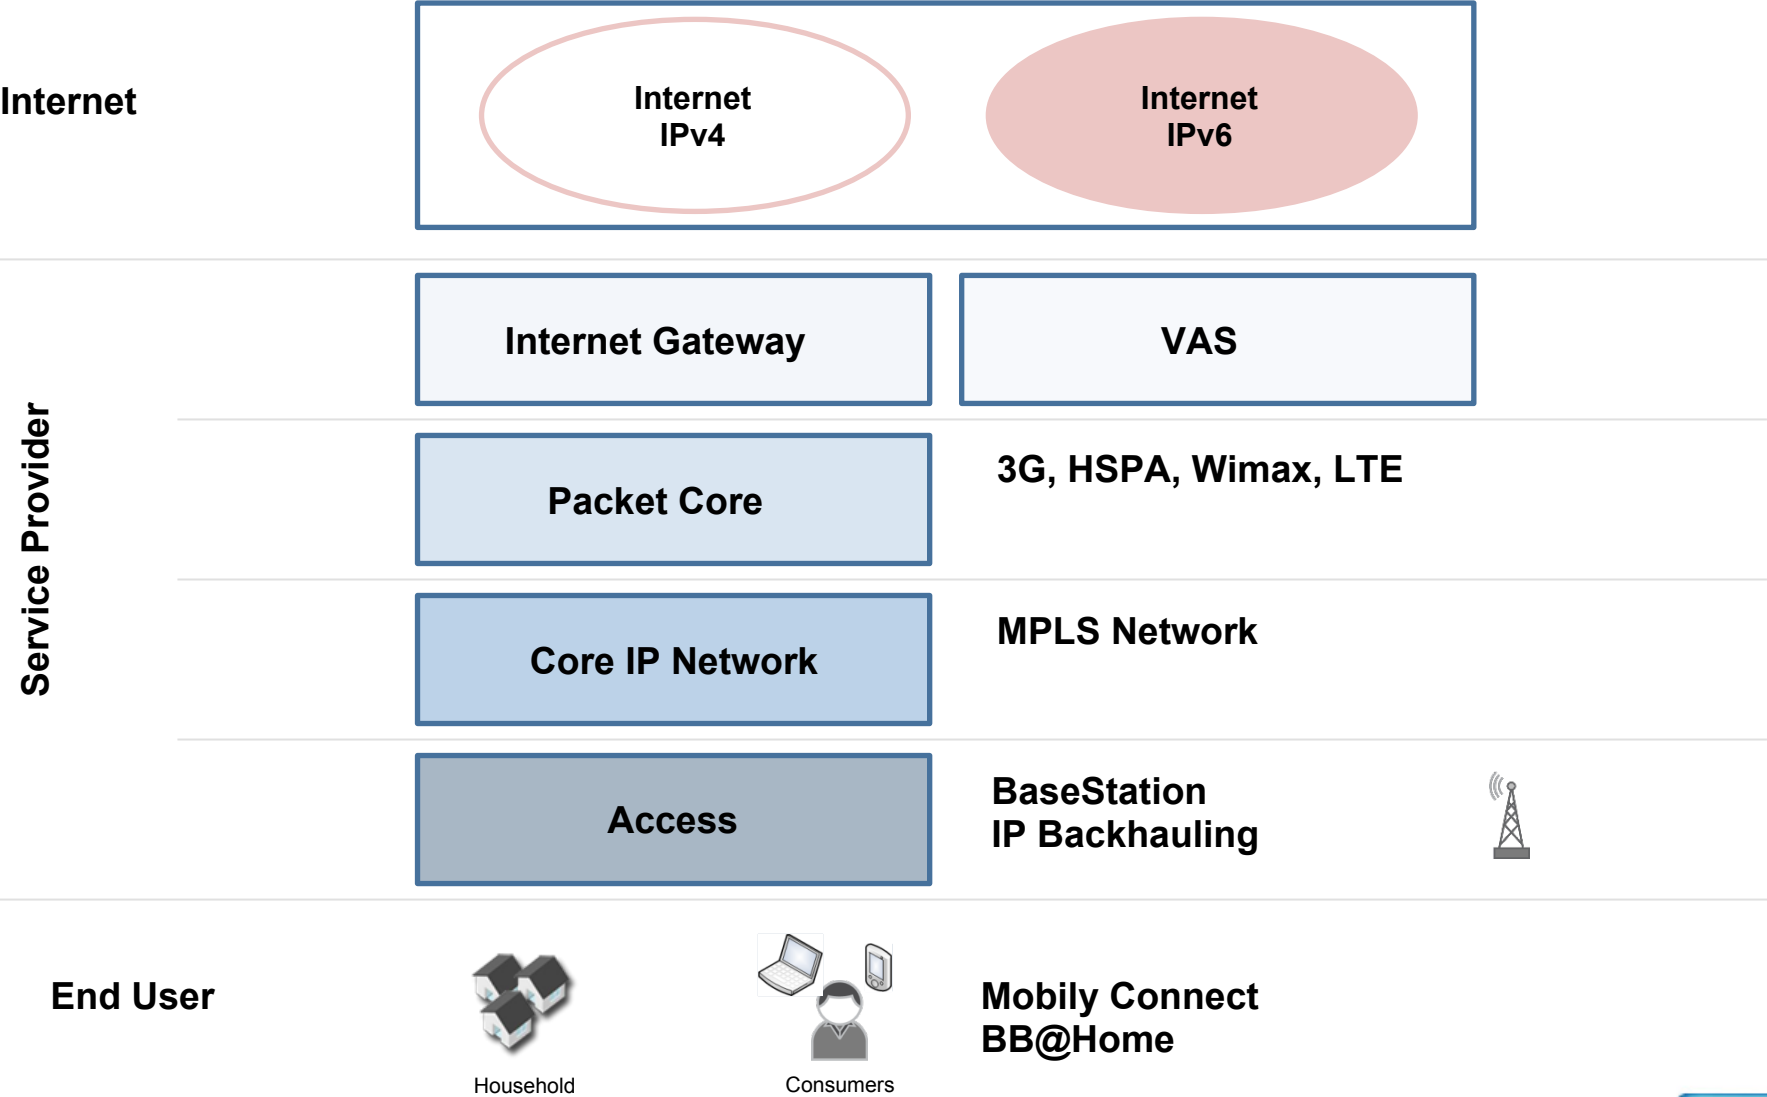 Internet
Internet
IPv4
Internet
IPv6
Service Provider
Internet Gateway
VAS
Packet Core
3G, HSPA, Wimax, LTE
Core IP Network
MPLS Network
Access
BaseStation
IP Backhauling
End User
Household
Consumers
Mobily Connect
BB@Home